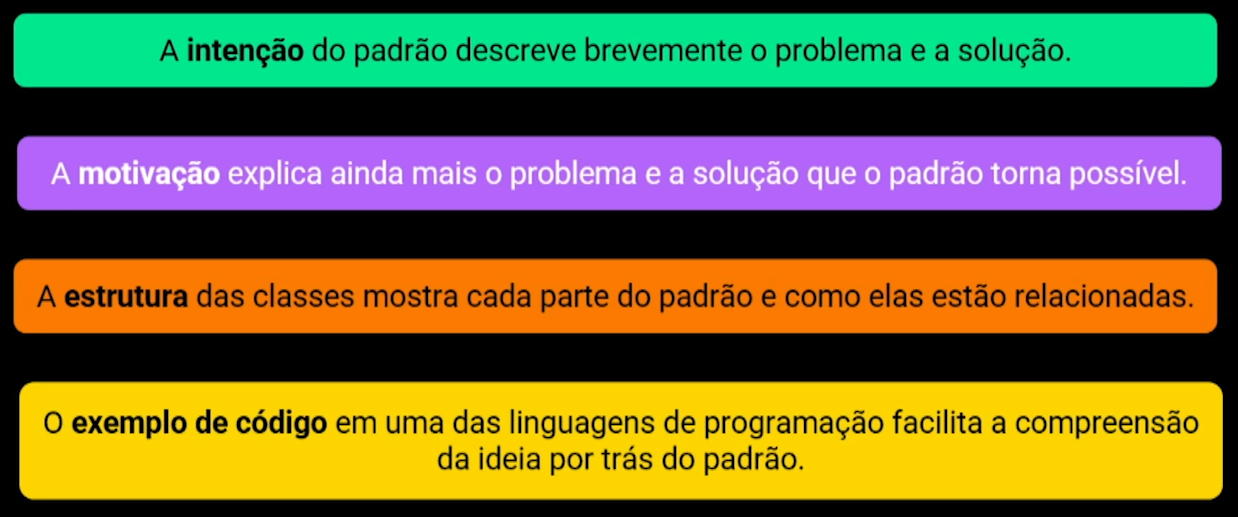 A intenção do padrão descreve brevemente o problema e a solução.
A motivação explica ainda mais o problema e a solução que o padrão torna possível.
A estrutura das classes mostra cada parte do padrão e como elas estão relacionadas.
O exemplo de código em uma das linguagens de programação facilita a compreensão
da ideia por trás do padrão.